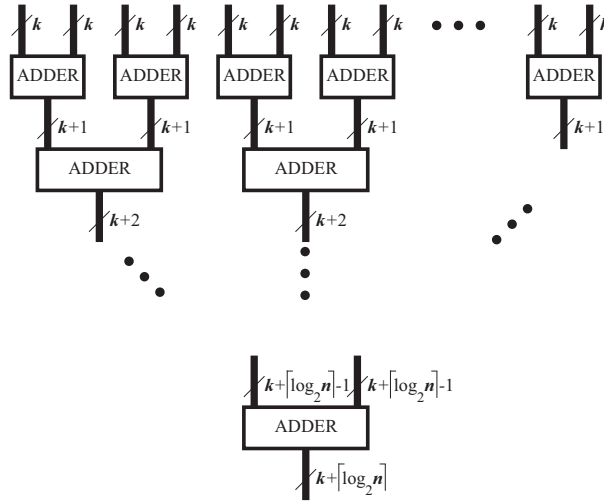 k k k k k k k k k
ADDER ADDER ADDER ADDER ADDER
k+1 k+1 k+1 k+1 k+1
ADDER ADDER
k+2 k+2
k+⌈log₂n⌉-1 k+⌈log₂n⌉-1
ADDER
k+⌈log₂n⌉